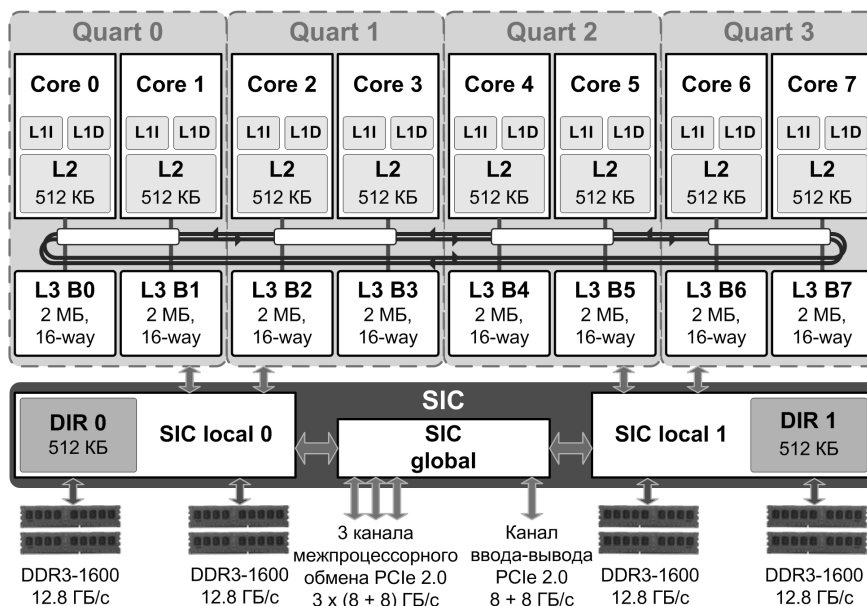 Quart 0 Quart 1 Quart 2 Quart 3
Core 0 Core 1 Core 2 Core 3 Core 4 Core 5 Core 6 Core 7
L1I L1D L1I L1D L1I L1D L1I L1D L1I L1D L1I L1D L1I L1D L1I L1D
L2 L2 L2 L2 L2 L2 L2 L2
512 КБ 512 КБ 512 КБ 512 КБ 512 КБ 512 КБ 512 КБ 512 КБ
L3 B0 L3 B1 L3 B2 L3 B3 L3 B4 L3 B5 L3 B6 L3 B7
2 МБ, 2 МБ, 2 МБ, 2 МБ, 2 МБ, 2 МБ, 2 МБ, 2 МБ,
16-way 16-way 16-way 16-way 16-way 16-way 16-way 16-way
SIC
DIR 0
512 КБ
SIC local 0
SIC
global
SIC local 1
DIR 1
512 КБ
DDR3-1600
12.8 ГБ/с
DDR3-1600
12.8 ГБ/с
3 канала
межпроцессорного
обмена PCIe 2.0
3 x (8 + 8) ГБ/с
Канал
ввода-вывода
PCIe 2.0
8 + 8 ГБ/с
DDR3-1600
12.8 ГБ/с
DDR3-1600
12.8 ГБ/с